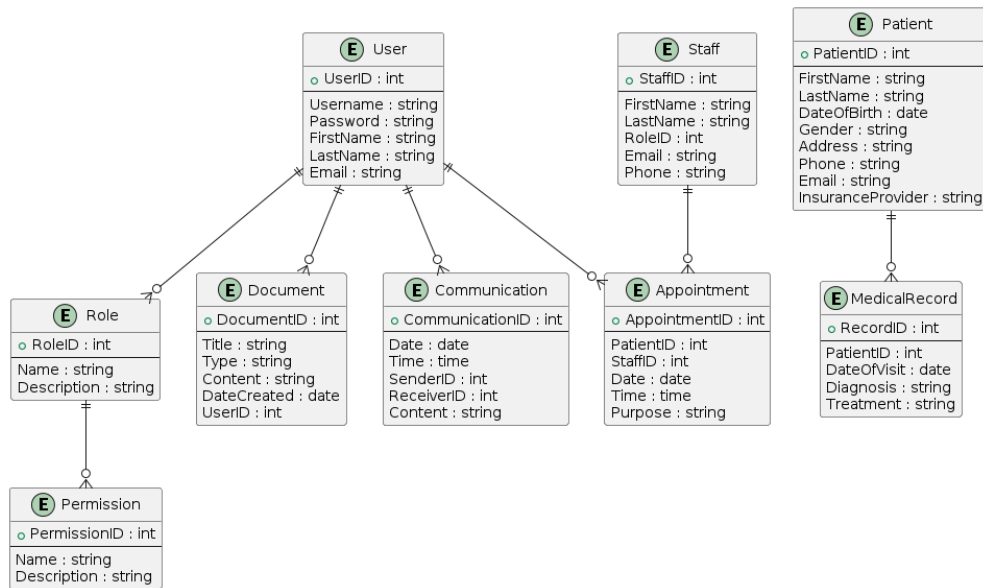 E User
UserID : int
Username : string
Password : string
FirstName : string
LastName : string
Email : string
E Staff
StaffID : int
FirstName : string
LastName : string
RoleID : int
Email : string
Phone : string
E Patient
PatientID : int
FirstName : string
LastName : string
DateOfBirth : date
Gender : string
Address : string
Phone : string
Email : string
InsuranceProvider : string
E Role
RoleID : int
Name : string
Description : string
E Document
DocumentID : int
Title : string
Type : string
Content : string
DateCreated : date
UserID : int
E Communication
CommunicationID : int
Date : date
Time : time
SenderID : int
ReceiverID : int
Content : string
E Appointment
AppointmentID : int
PatientID : int
StaffID : int
Date : date
Time : time
Purpose : string
E MedicalRecord
RecordID : int
PatientID : int
DateOfVisit : date
Diagnosis : string
Treatment : string
E Permission
PermissionID : int
Name : string
Description : string